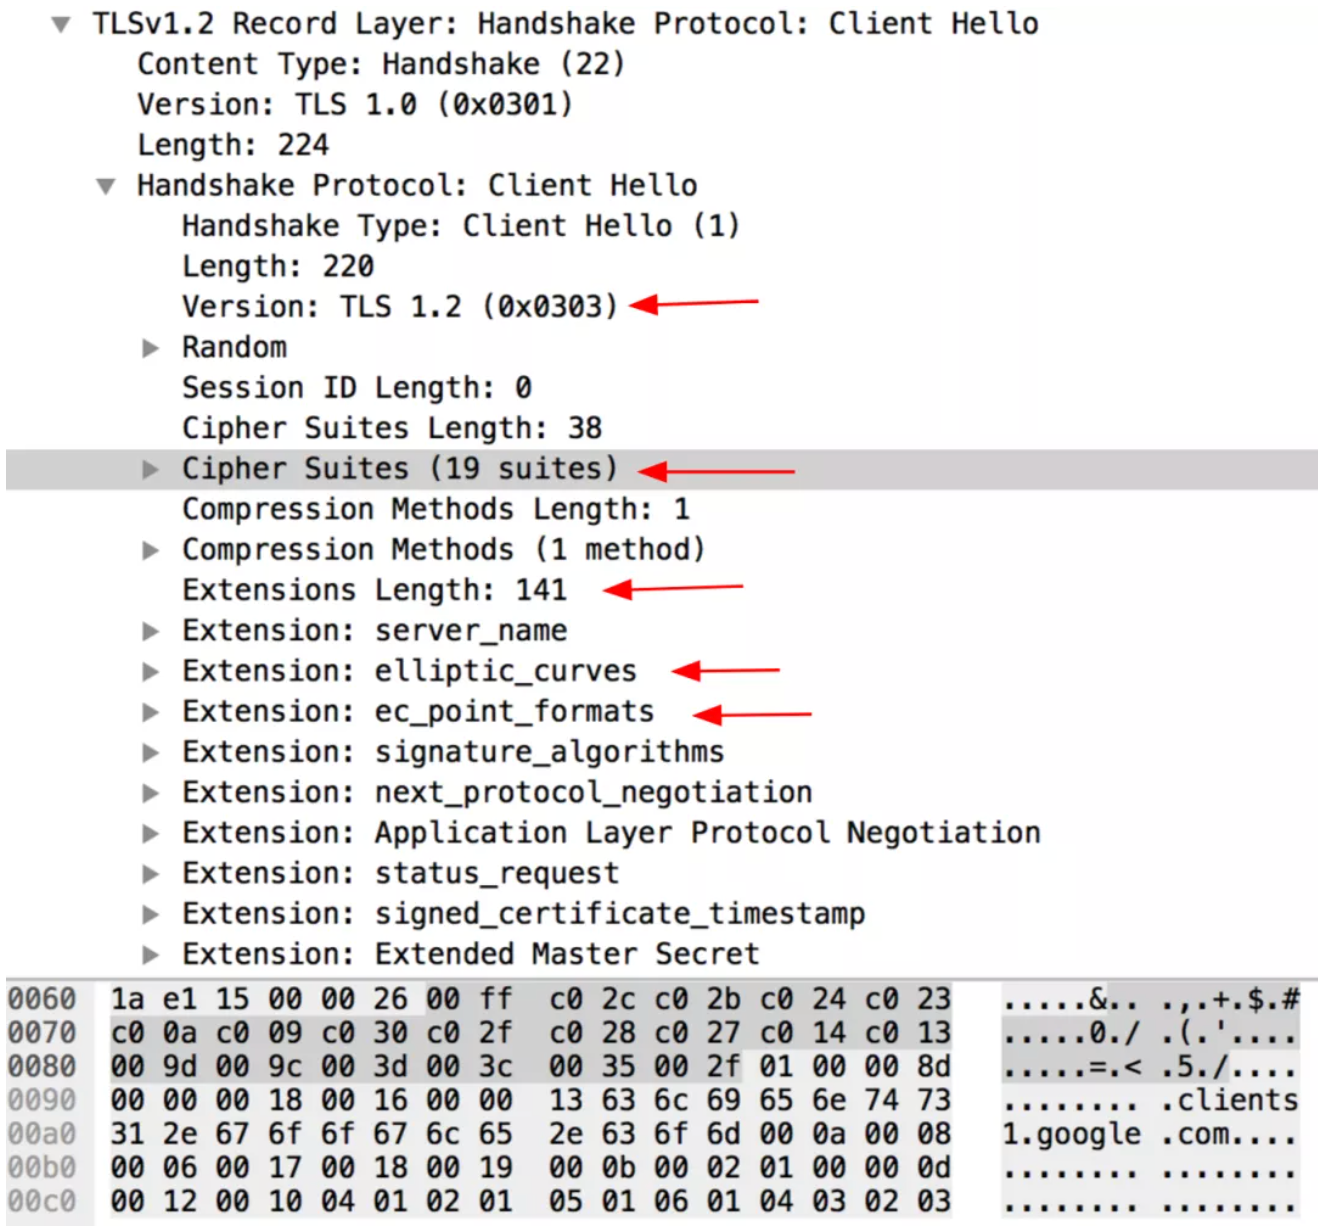 TLSv1.2 Record Layer: Handshake Protocol: Client Hello
Content Type: Handshake (22)
Version: TLS 1.0 (0x0301)
Length: 224
Handshake Protocol: Client Hello
Handshake Type: Client Hello (1)
Length: 220
Version: TLS 1.2 (0x0303)
Random
Session ID Length: 0
Cipher Suites Length: 38
Cipher Suites (19 suites)
Compression Methods Length: 1
Compression Methods (1 method)
Extensions Length: 141
Extension: server_name
Extension: elliptic_curves
Extension: ec_point_formats
Extension: signature_algorithms
Extension: next_protocol_negotiation
Extension: Application Layer Protocol Negotiation
Extension: status_request
Extension: signed_certificate_timestamp
Extension: Extended Master Secret
0060 1a e1 15 00 00 26 00 ff c0 2c c0 2b c0 24 c0 23 .....&.. .,.+.$.#
0070 c0 0a c0 09 c0 30 c0 2f c0 28 c0 27 c0 14 c0 13 .....0./ .(.'....
0080 00 9d 00 9c 00 3d 00 3c 00 35 00 2f 01 00 00 8d .....=.< .5./....
0090 00 00 00 18 00 16 00 00 13 63 6c 69 65 6e 74 73 ........ .clients
00a0 31 2e 67 6f 6f 67 6c 65 2e 63 6f 6d 00 0a 00 08 1.google .com....
00b0 00 06 00 17 00 18 00 19 00 0b 00 02 01 00 00 0d ........ ........
00c0 00 12 00 10 04 01 02 01 05 01 06 01 04 03 02 03 ........ ........